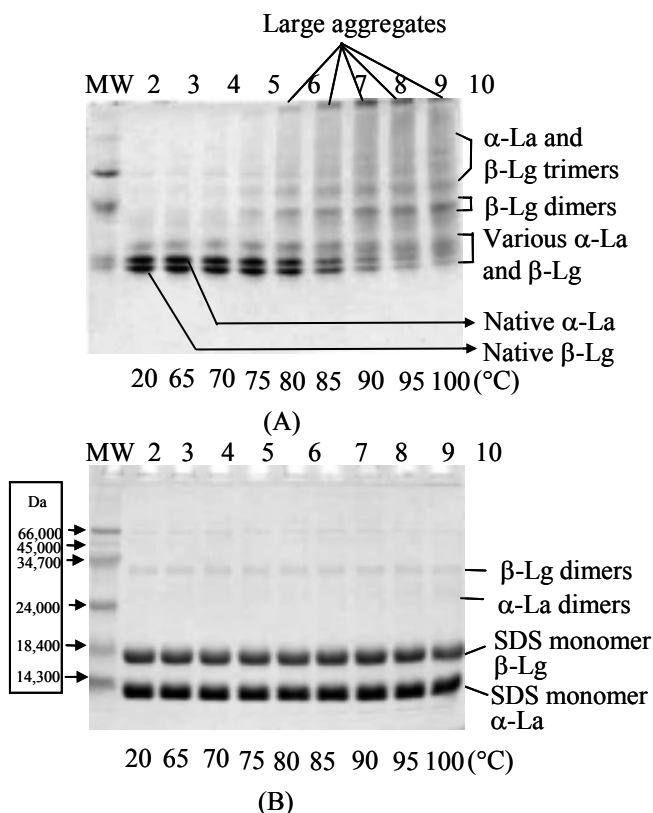 Large aggregates
MW 2 3 4 5 6 7 8 9 10
α-La and
β-Lg trimers
β-Lg dimers
Various α-La
and β-Lg
Native α-La
Native β-Lg
20 65 70 75 80 85 90 95 100 (°C)
(A)
MW 2 3 4 5 6 7 8 9 10
Da
66,000
45,000
34,700
24,000
18,400
14,300
β-Lg dimers
α-La dimers
SDS monomer
β-Lg
SDS monomer
α-La
20 65 70 75 80 85 90 95 100 (°C)
(B)